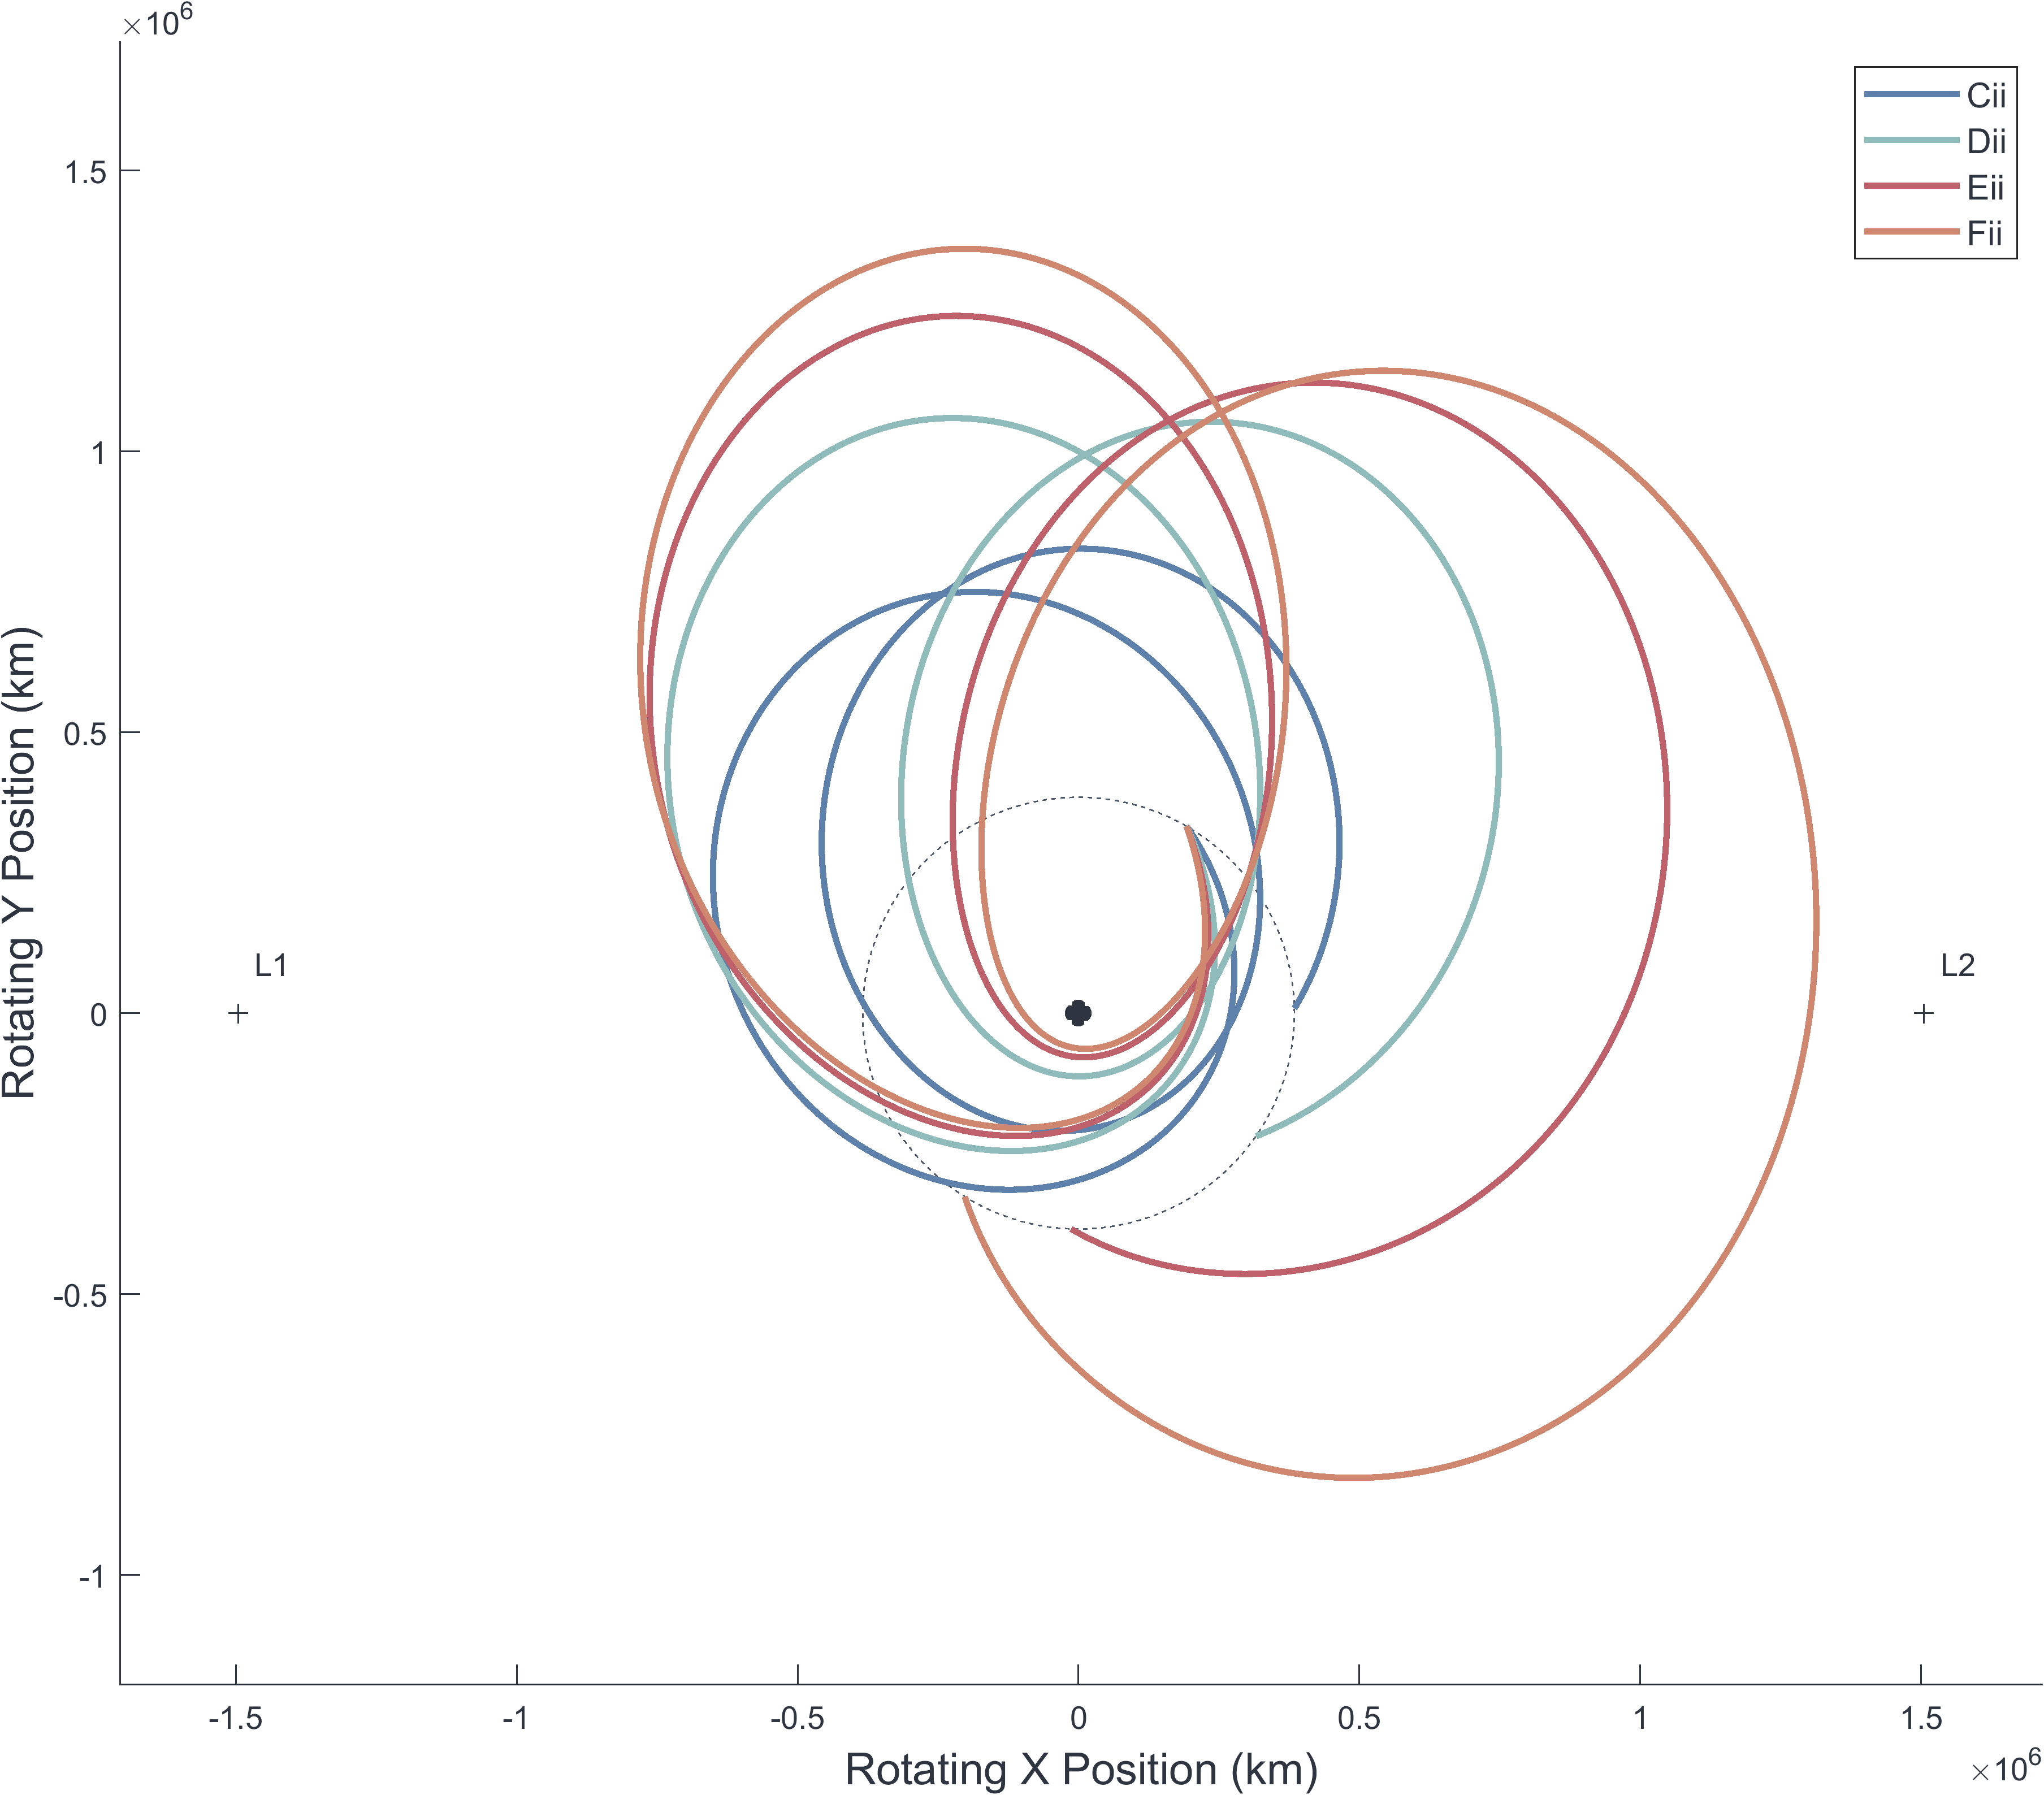 ×10^6
Cii
Dii
Eii
Fii
1.5
1
0.5
0
-0.5
-1
Rotating Y Position (km)
L1
L2
-1.5
-1
-0.5
0
0.5
1
1.5
Rotating X Position (km)
×10^6